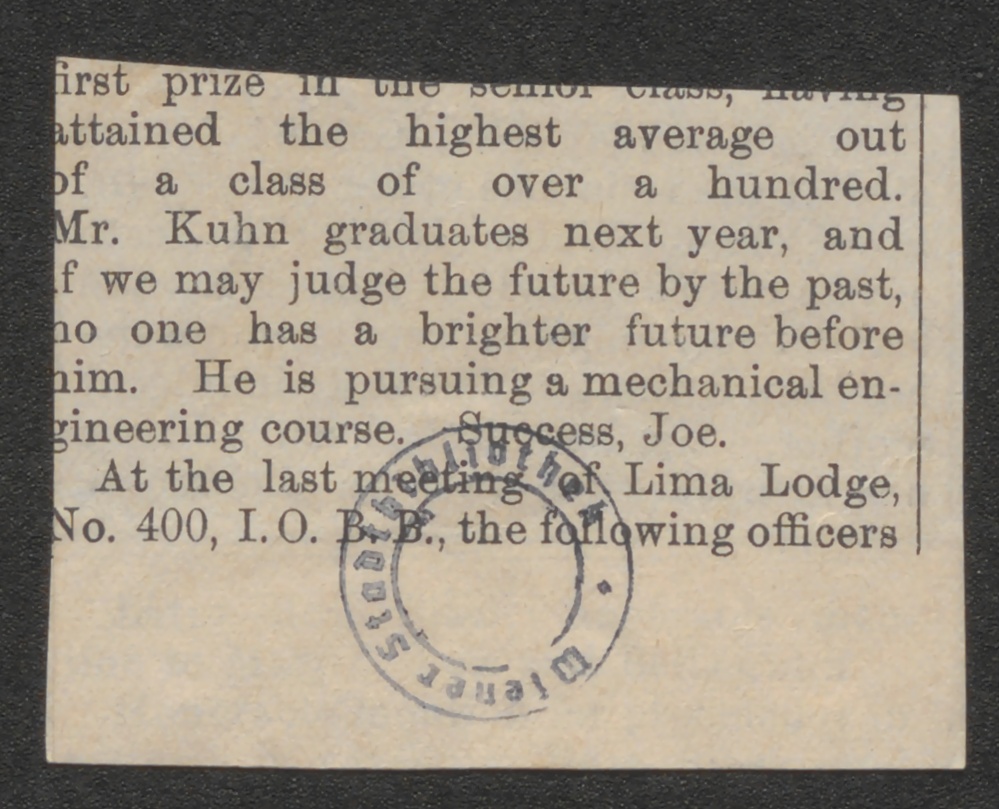 first prize in the senior class, having
attained the highest average out
of a class of over a hundred.
Mr. Kuhn graduates next year, and
if we may judge the future by the past,
no one has a brighter future before
him. He is pursuing a mechanical en-
gineering course. Success, Joe.
At the last meeting of Lima Lodge,
No. 400, I. O. B. B., the following officers
Wiener Stadtbibliothek